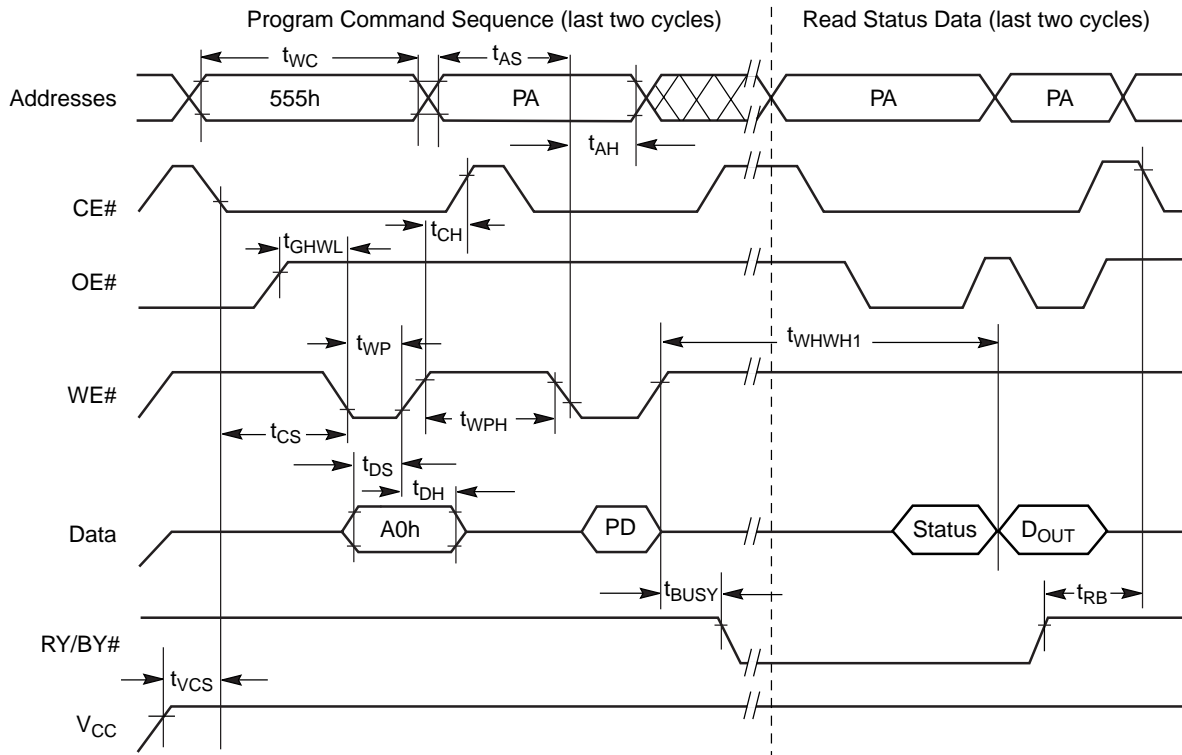 Program Command Sequence (last two cycles) Read Status Data (last two cycles)
tWC tAS
Addresses 555h PA PA PA
tAH
CE#
tCH
tGHWL
OE#
tWP tWHWH1
WE#
tCS tWPH
tDS
tDH
Data A0h PD Status DOUT
tBUSY tRB
RY/BY#
tVCS
VCC